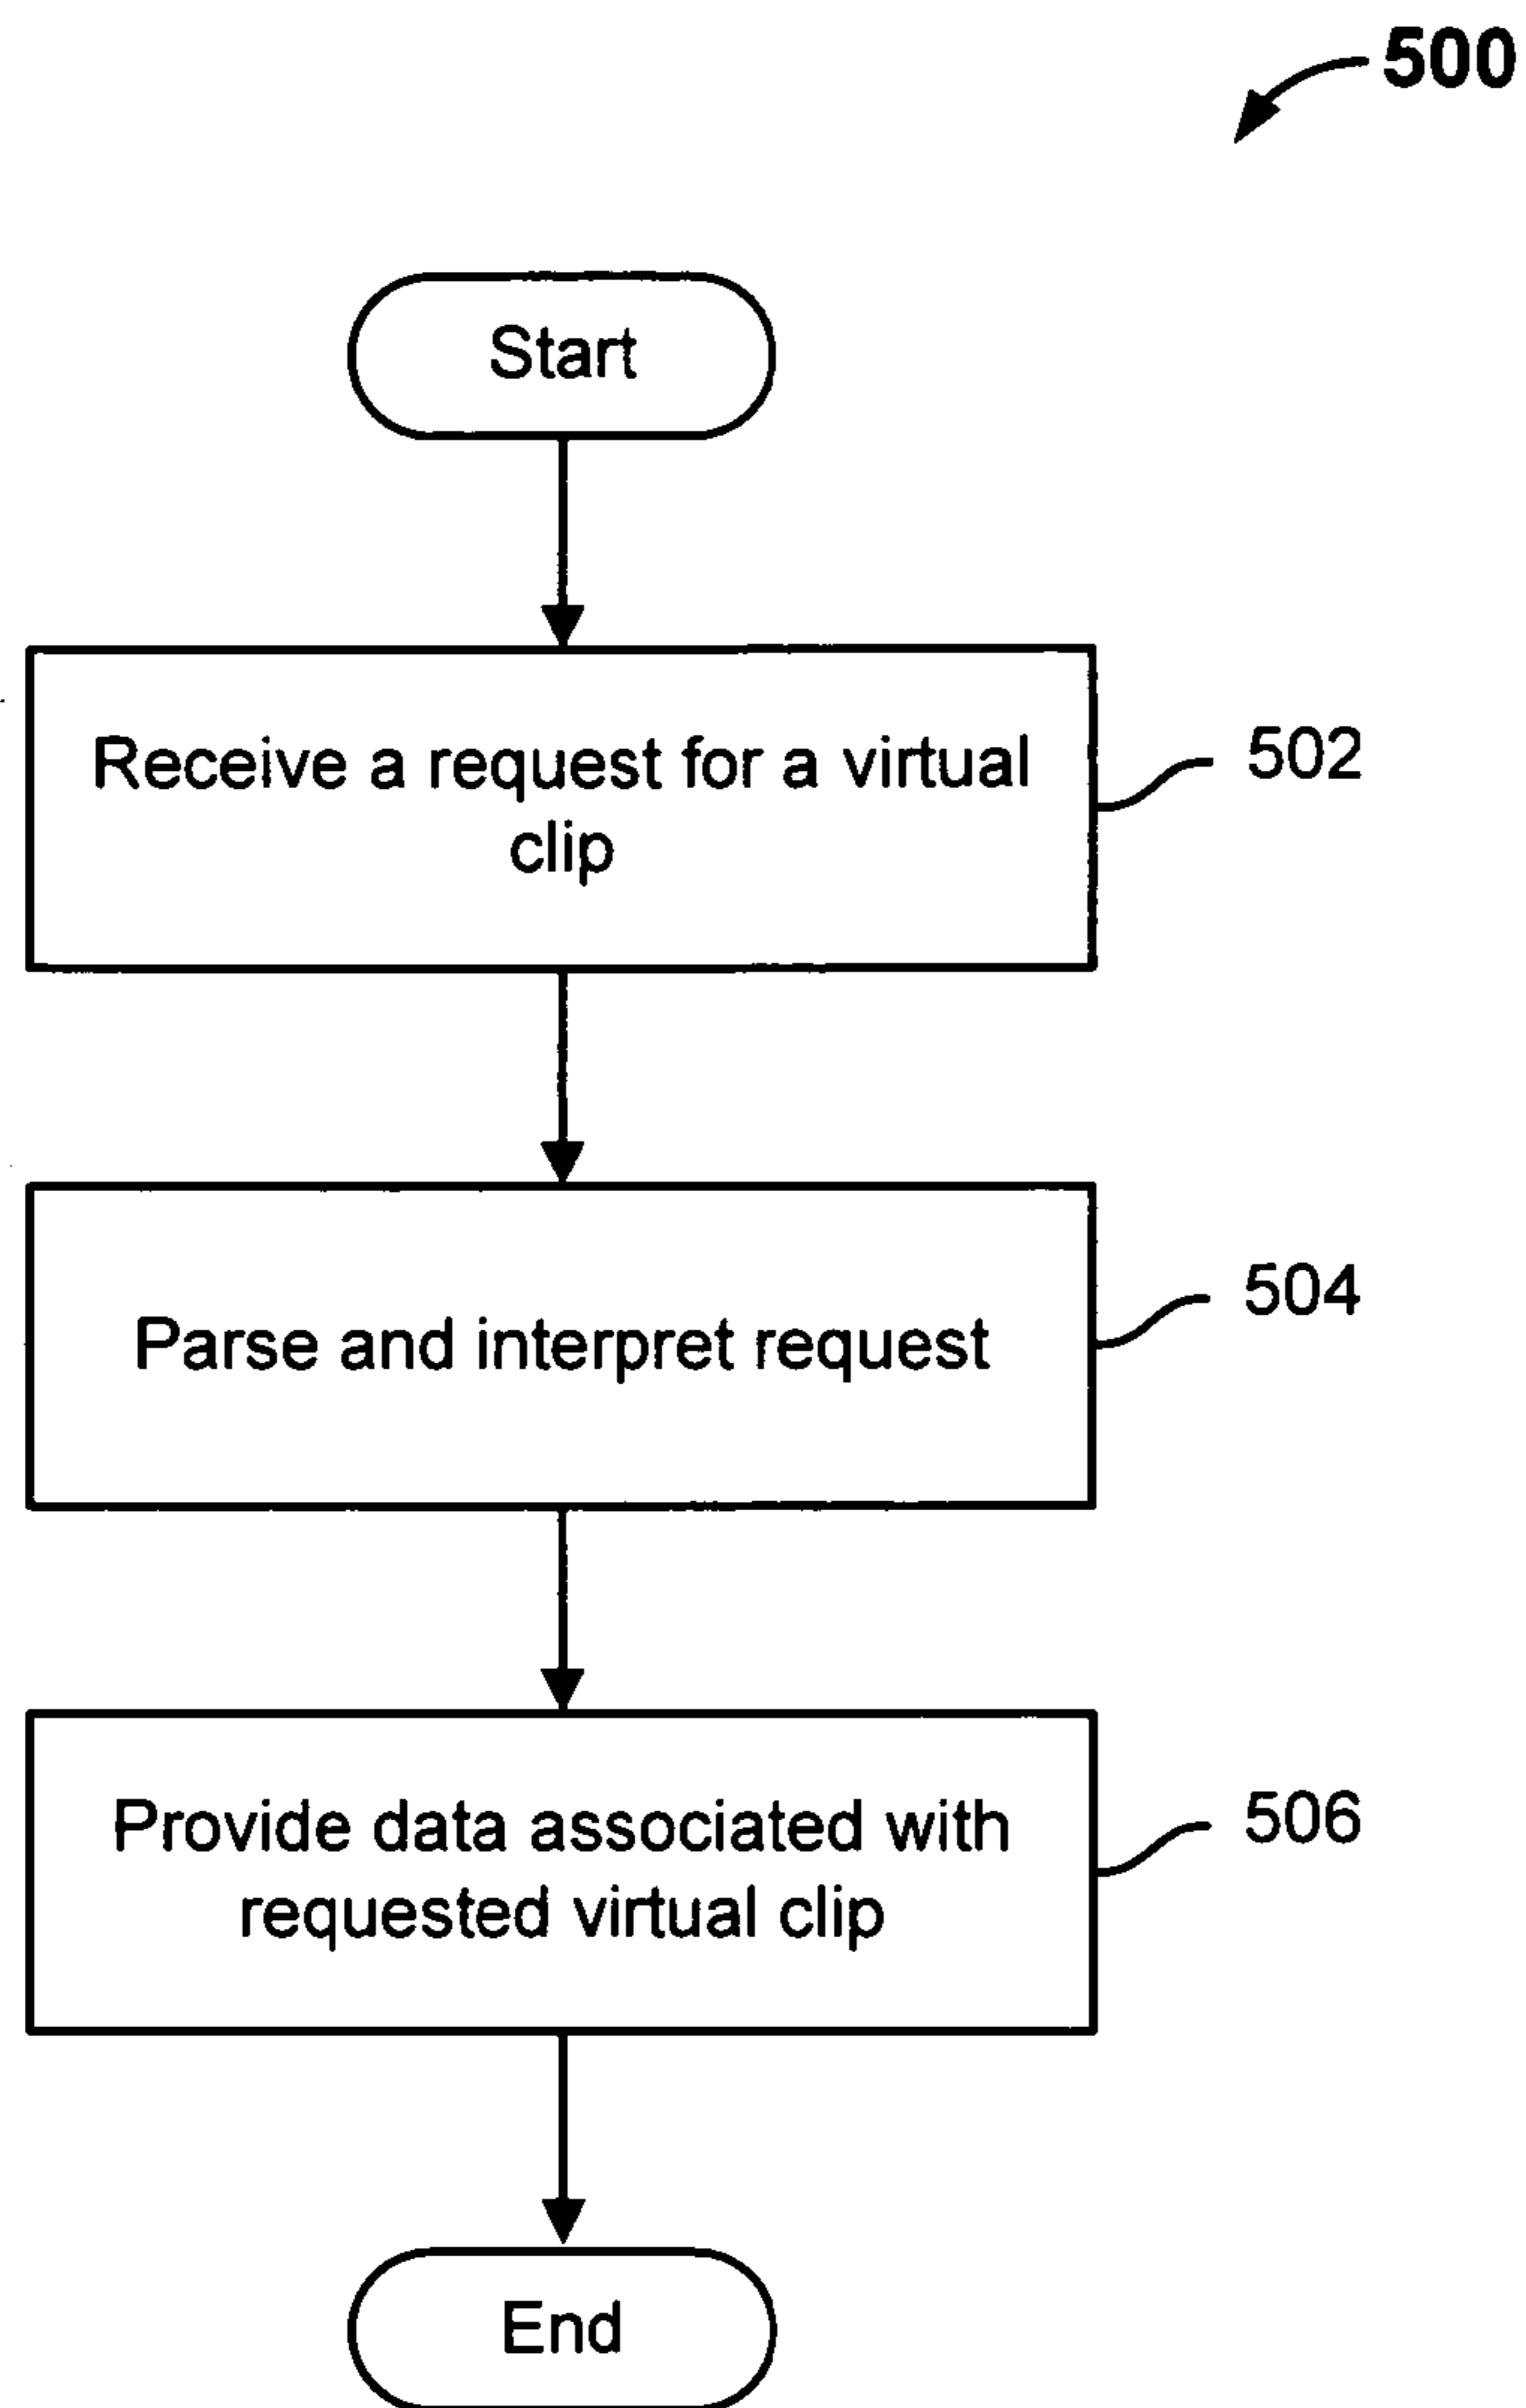 500
Start
Receive a request for a virtual
clip
502
Parse and interpret request
504
Provide data associated with
requested virtual clip
506
End